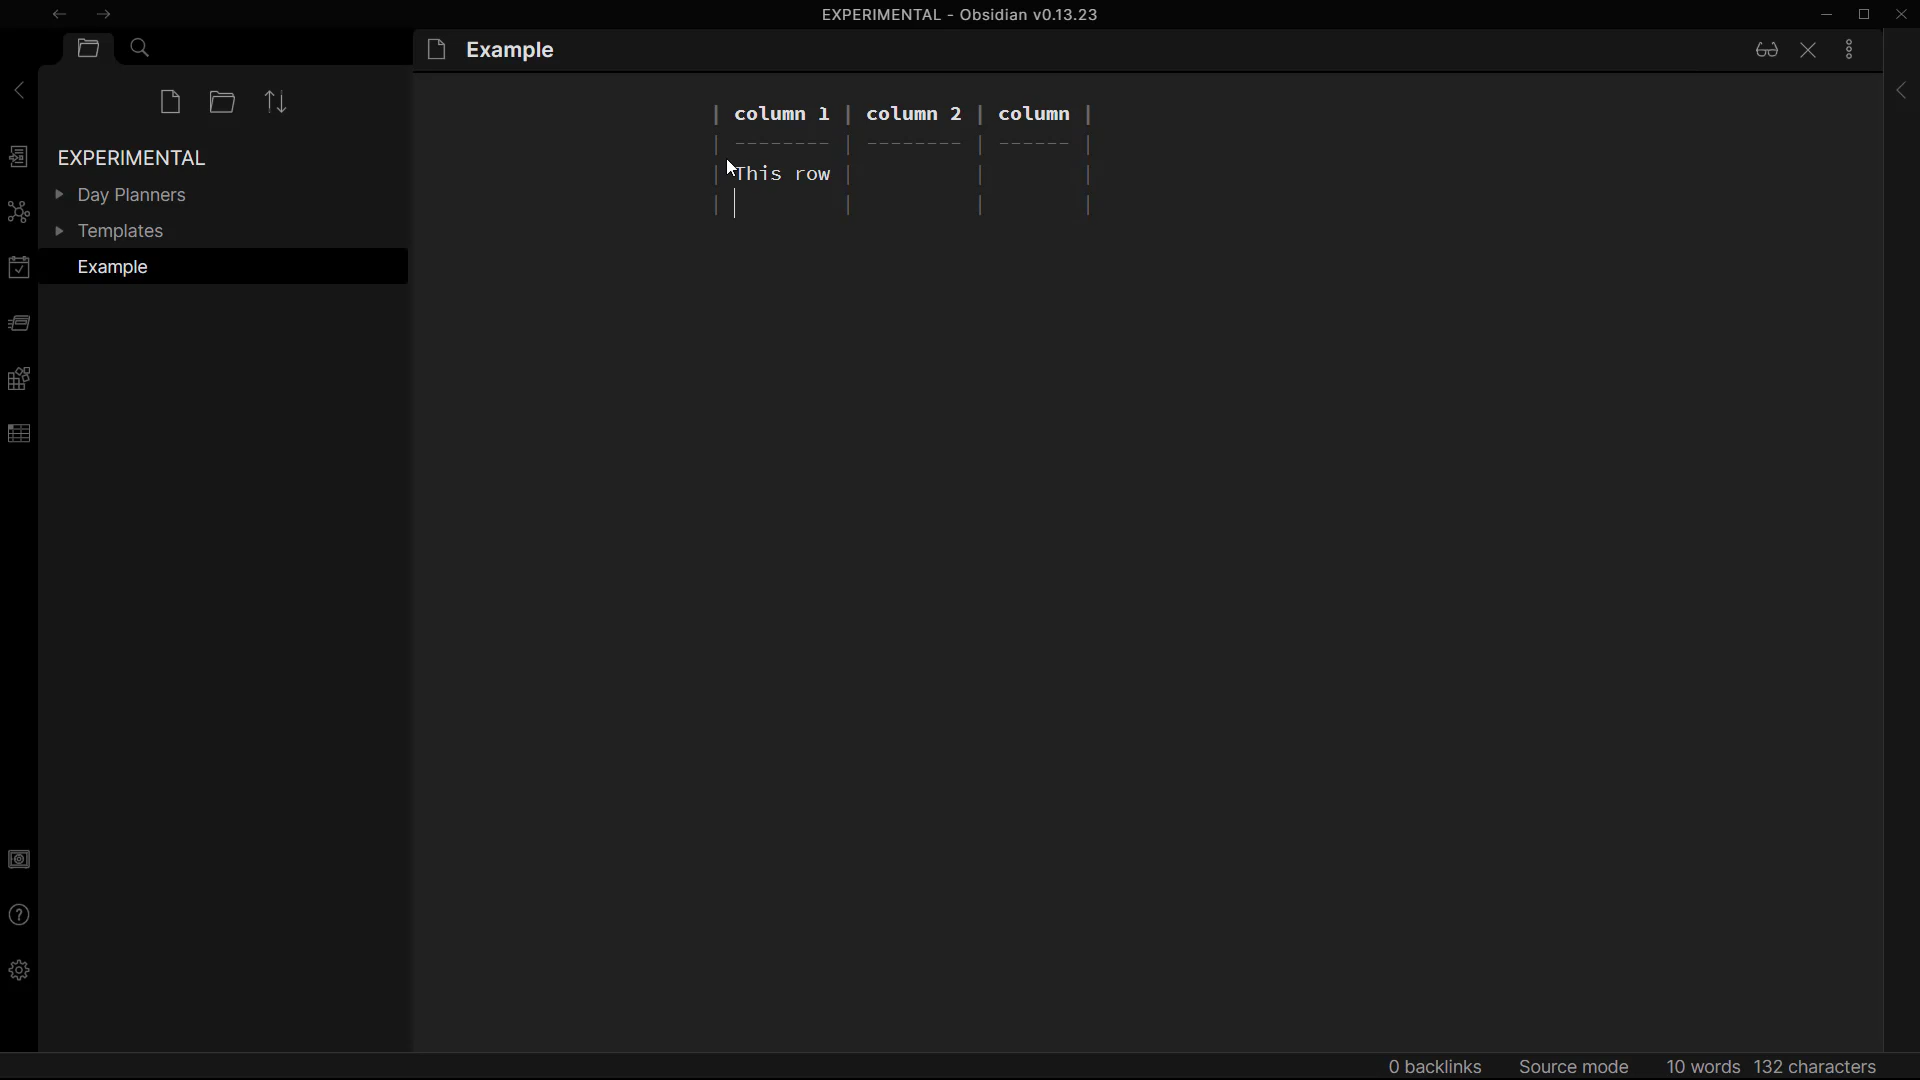 EXPERIMENTAL - Obsidian v0.13.23
Example
EXPERIMENTAL
Day Planners
Templates
Example
| column 1 | column 2 | column |
| -------- | -------- | ------ |
| This row | | |
| | | |
0 backlinks Source mode 10 words 132 characters